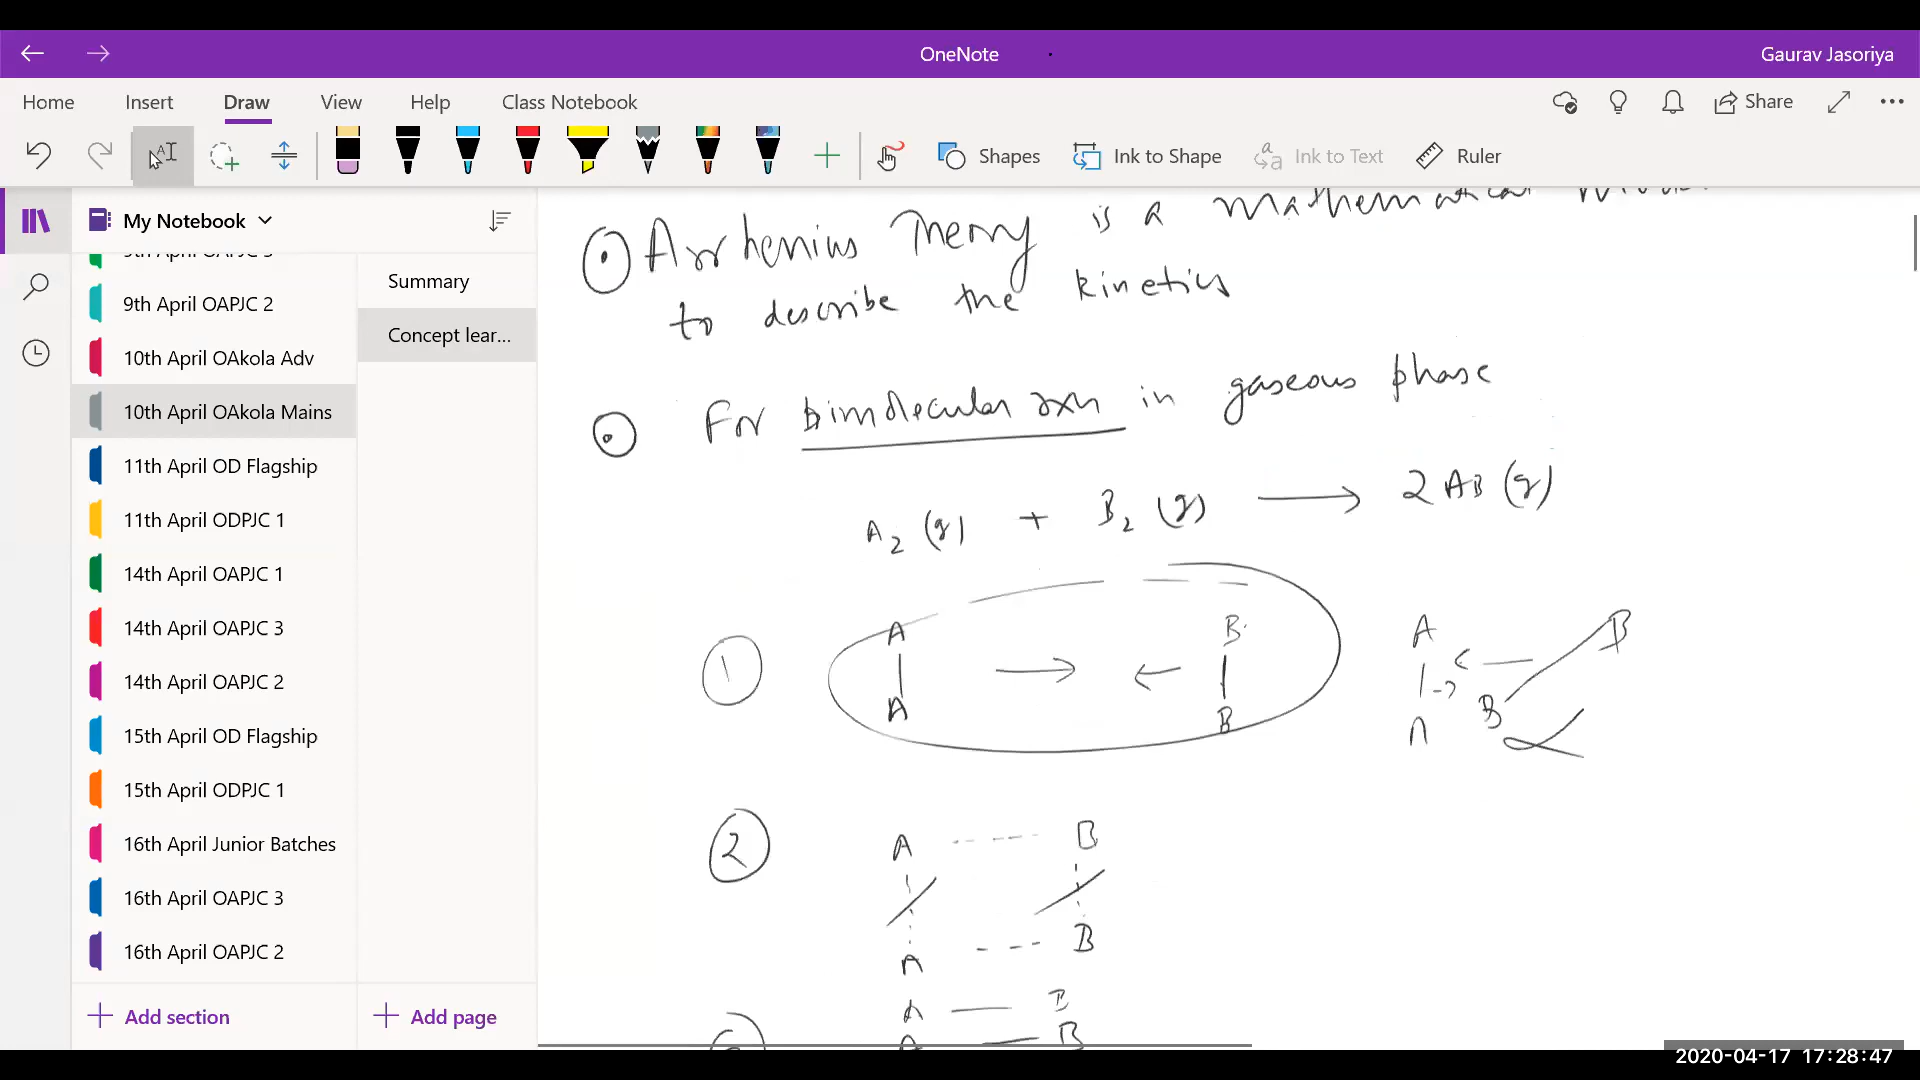 OneNote
Gaurav Jasoriya
Home Insert Draw View Help Class Notebook
Share
Shapes Ink to Shape Ink to Text Ruler
My Notebook
9th April OAPJC 2
10th April OAkola Adv
10th April OAkola Mains
11th April OD Flagship
11th April ODPJC 1
14th April OAPJC 1
14th April OAPJC 3
14th April OAPJC 2
15th April OD Flagship
15th April ODPJC 1
16th April Junior Batches
16th April OAPJC 3
16th April OAPJC 2
Add section
Summary
Concept lear...
Add page
Arrhenius Theory is a mathematical
to describe the kinetics
For bimolecular rxn in gaseous phase
A2 (g) + B2 (g) → 2AB (g)
1
A B A B
A B A B
2
A B
A B
A — B
A — B
2020-04-17 17:28:47